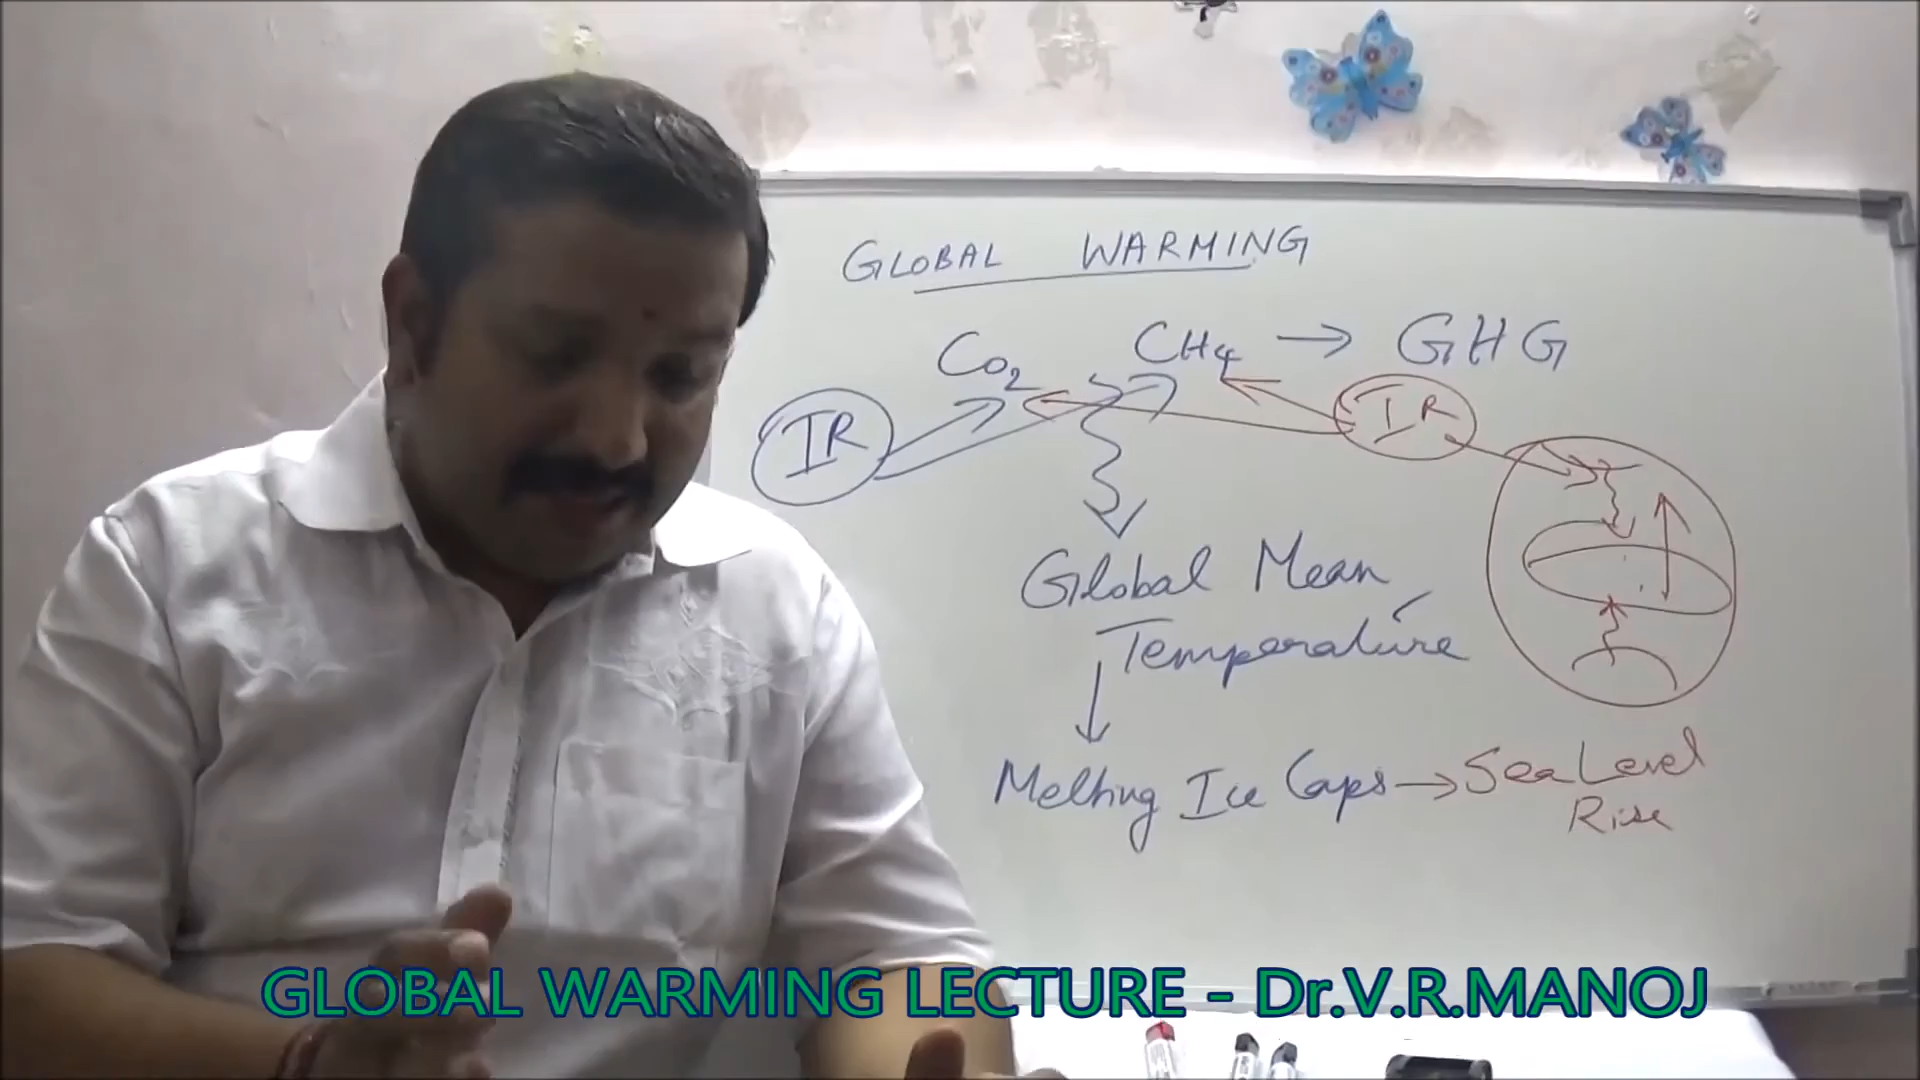 GLOBAL WARMING
Co2 CH4 → GHG
IR IR
Global Mean
Temperature
Melting Ice Caps → Sea Level
Rise
GLOBAL WARMING LECTURE - Dr.V.R.MANOJ